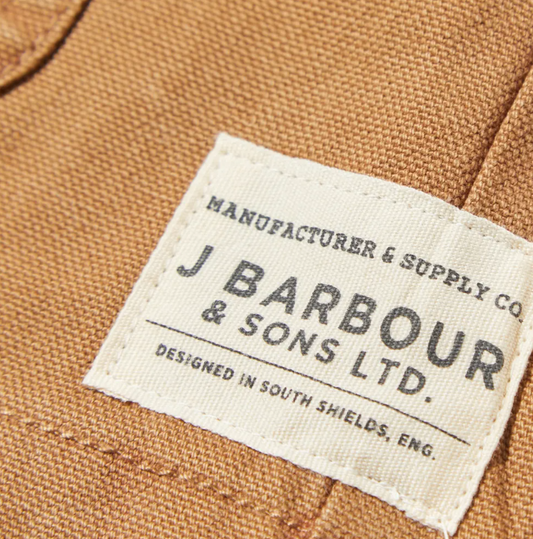 MANUFACTURER & SUPPLY CO.
J BARBOUR
& SONS LTD.
DESIGNED IN SOUTH SHIELDS, ENG.